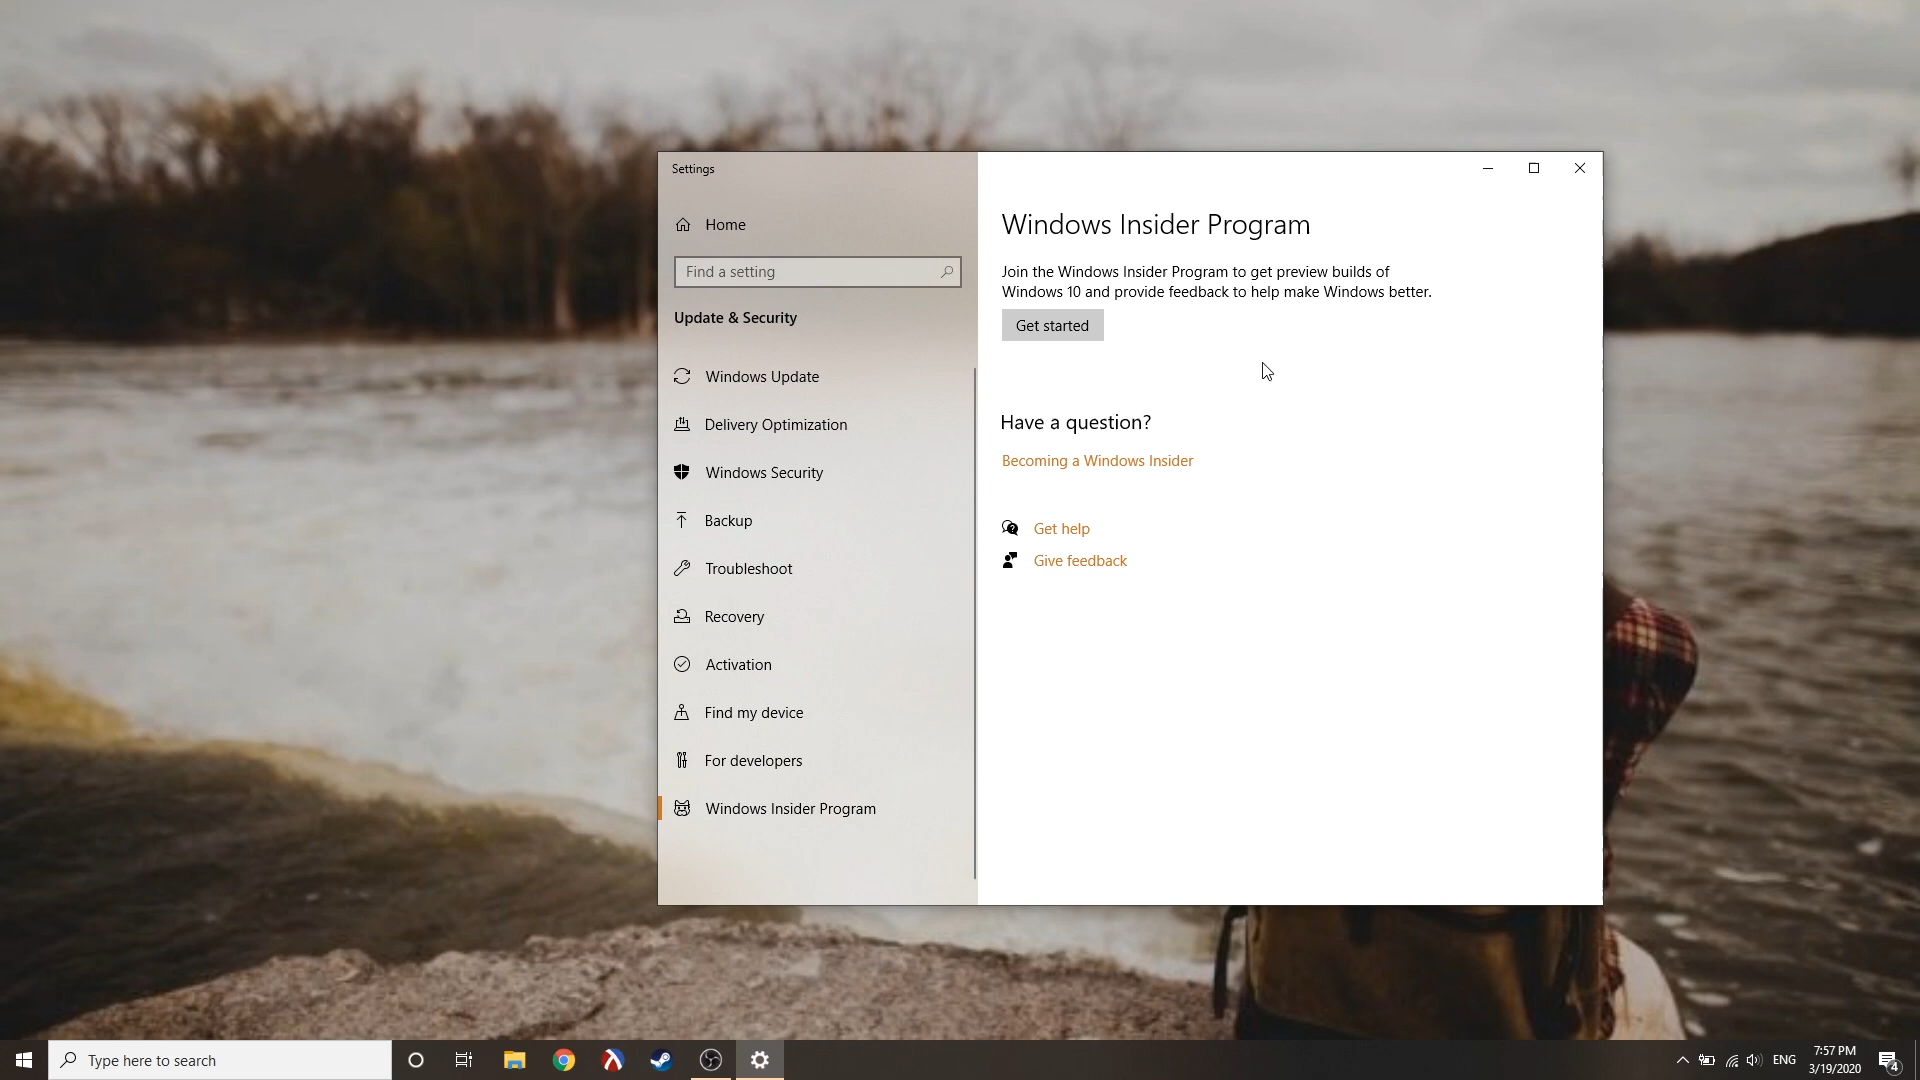 Settings
Home
Find a setting
Update & Security
Windows Update
Delivery Optimization
Windows Security
Backup
Troubleshoot
Recovery
Activation
Find my device
For developers
Windows Insider Program
Windows Insider Program
Join the Windows Insider Program to get preview builds of
Windows 10 and provide feedback to help make Windows better.
Get started
Have a question?
Becoming a Windows Insider
Get help
Give feedback
Type here to search
ENG
7:57 PM
3/19/2020
4